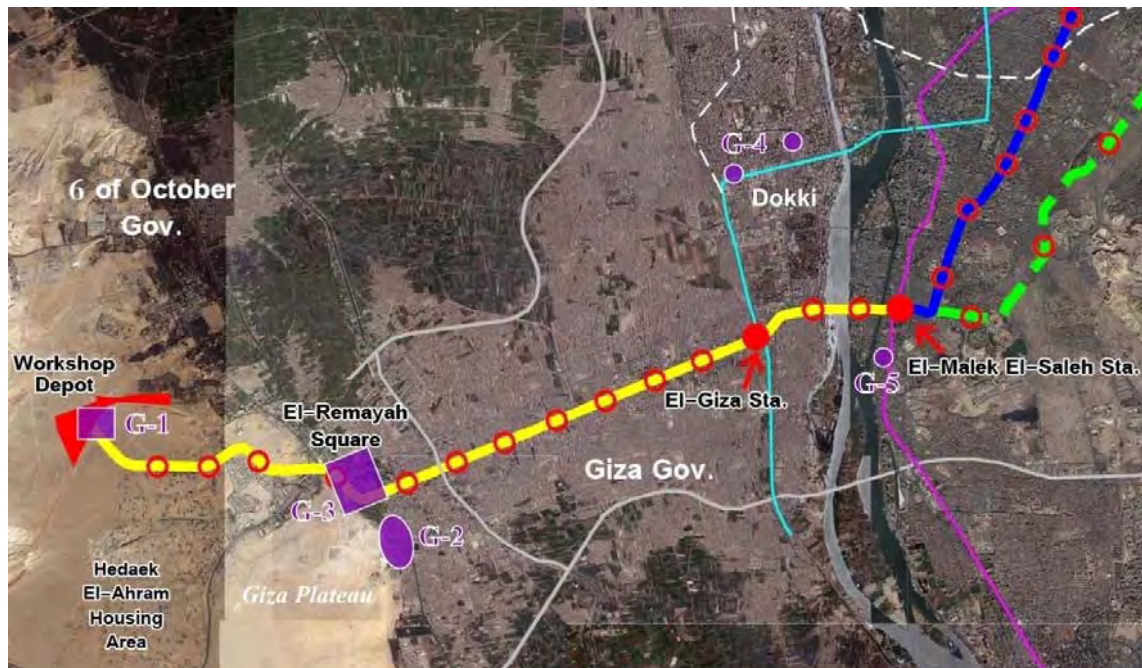 6 of October
Gov.
G-4
Dokki
Workshop
Depot
G-1
El-Remayah
Square
El-Giza Sta.
El-Malek El-Saleh Sta.
G-5
Giza Gov.
G-3
G-2
Hedaek
El-Ahram
Housing
Area
Giza Plateau